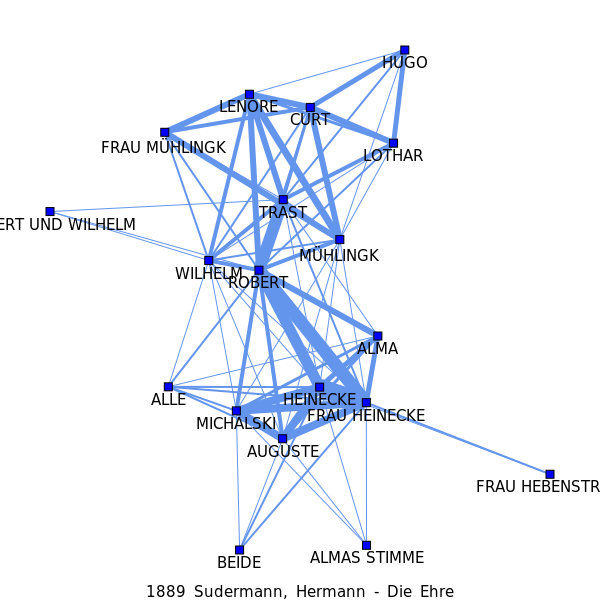 HUGO
LENORE
CURT
FRAU MÜHLINGK
LOTHAR
TRAST
ERT UND WILHELM
MÜHLINGK
WILHELM
ROBERT
ALMA
ALLE
HEINECKE
FRAU HEINECKE
MICHALSKI
AUGUSTE
FRAU HEBENSTR
ALMAS STIMME
BEIDE
1889 Sudermann, Hermann - Die Ehre